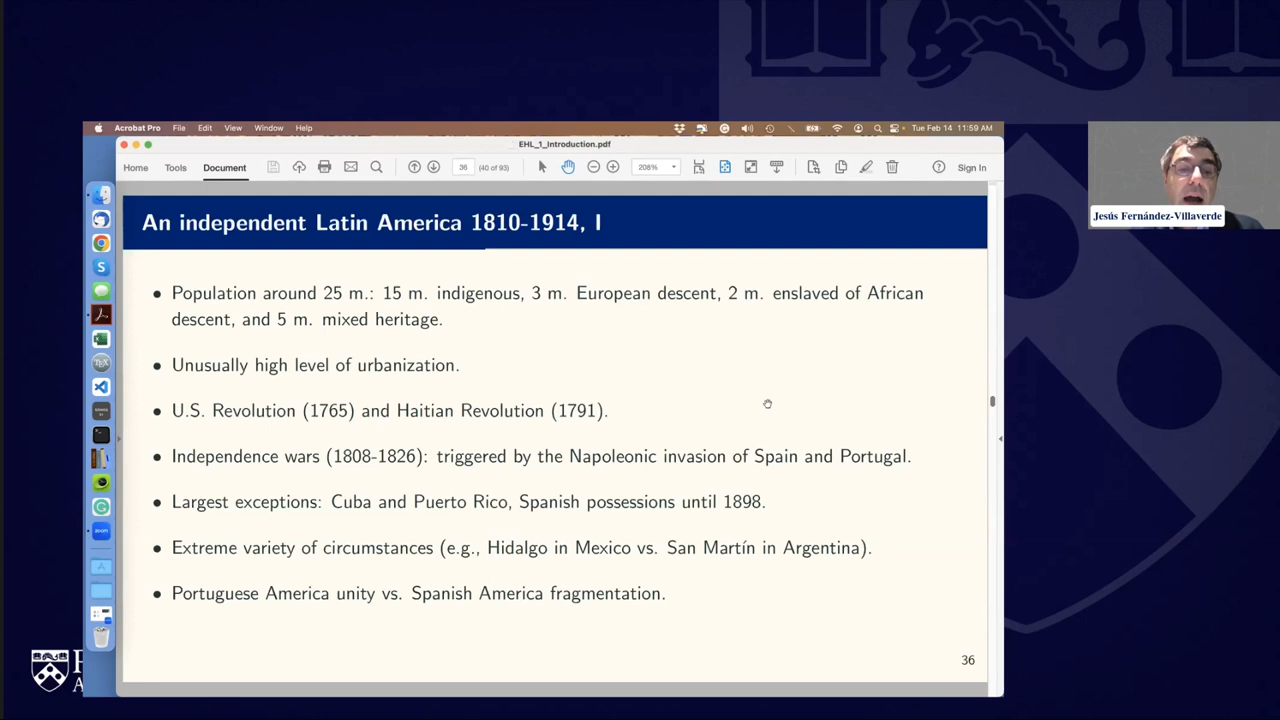 Acrobat Pro File Edit View Window Help
Tue Feb 14 11:59 AM
EHL_1_Introduction.pdf
Home Tools Document
36 (40 of 93)
208%
Sign In
An independent Latin America 1810-1914, I
• Population around 25 m.: 15 m. indigenous, 3 m. European descent, 2 m. enslaved of African
descent, and 5 m. mixed heritage.
• Unusually high level of urbanization.
• U.S. Revolution (1765) and Haitian Revolution (1791).
• Independence wars (1808-1826): triggered by the Napoleonic invasion of Spain and Portugal.
• Largest exceptions: Cuba and Puerto Rico, Spanish possessions until 1898.
• Extreme variety of circumstances (e.g., Hidalgo in Mexico vs. San Martín in Argentina).
• Portuguese America unity vs. Spanish America fragmentation.
36
Jesús Fernández-Villaverde
zoom
TEX